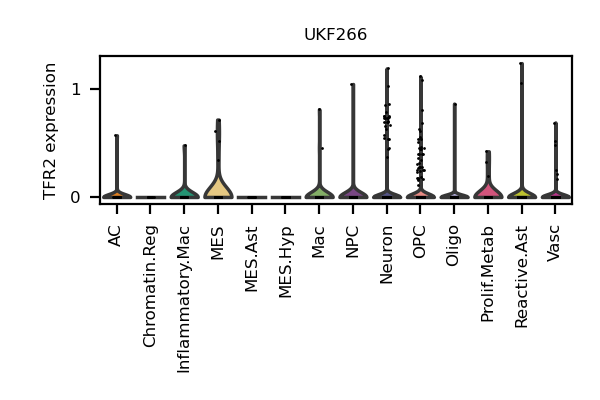 UKF266
TFR2 expression
1
0
AC
Chromatin.Reg
Inflammatory.Mac
MES
MES.Ast
MES.Hyp
Mac
NPC
Neuron
OPC
Oligo
Prolif.Metab
Reactive.Ast
Vasc